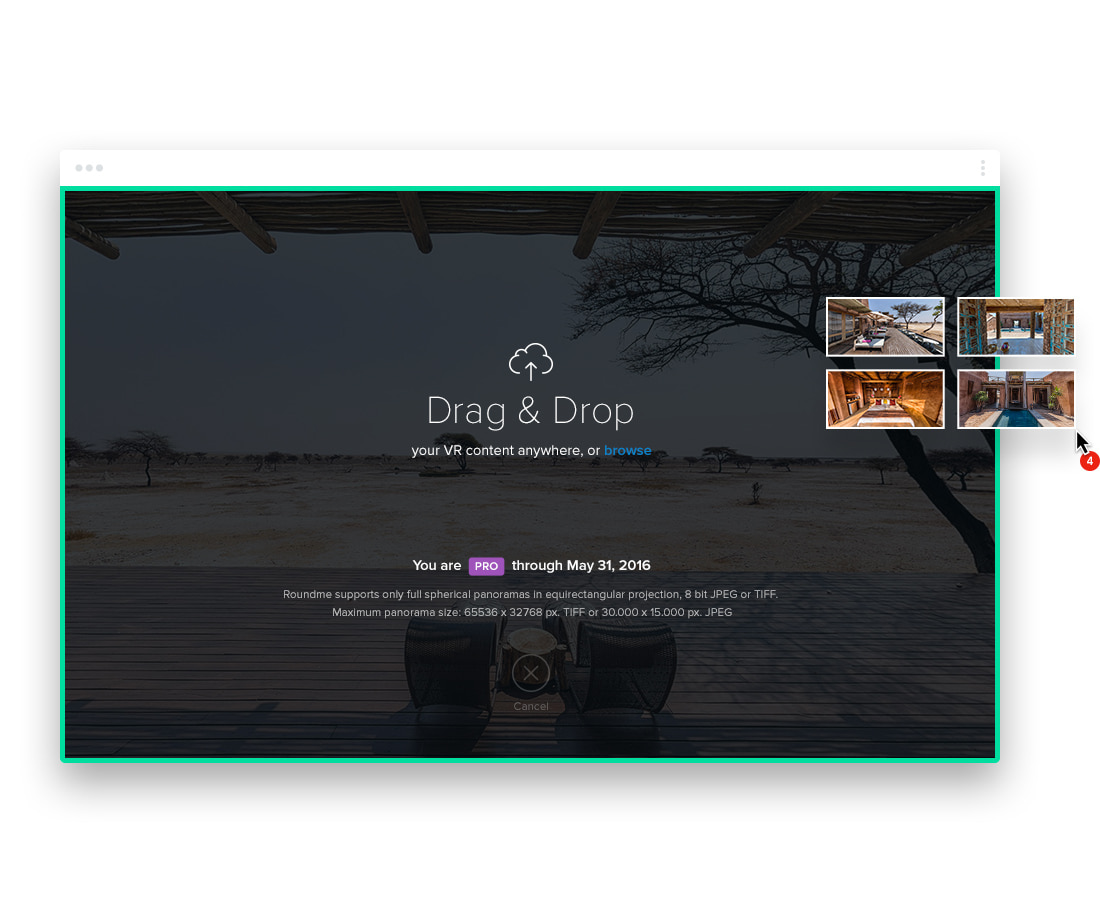 Drag & Drop
your VR content anywhere, or browse
4
You are PRO through May 31, 2016
Roundme supports only full spherical panoramas in equirectangular projection, 8 bit JPEG or TIFF.
Maximum panorama size: 65536 x 32768 px. TIFF or 30.000 x 15.000 px. JPEG
Cancel